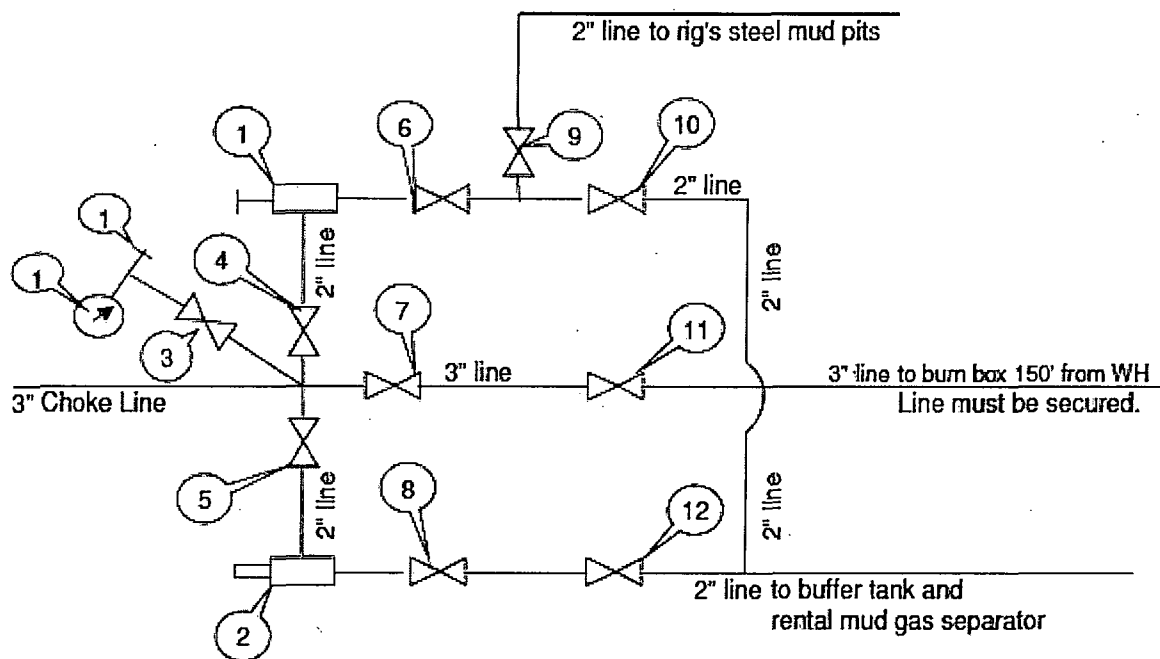 2" line to rig's steel mud pits
1
6
9
10
2" line
1
1
4
2" line
2" line
3
7
11
3" Choke Line
3" line
3" line to burn box 150' from WH
Line must be secured.
5
2" line
8
12
2" line
2
2" line to buffer tank and
rental mud gas separator